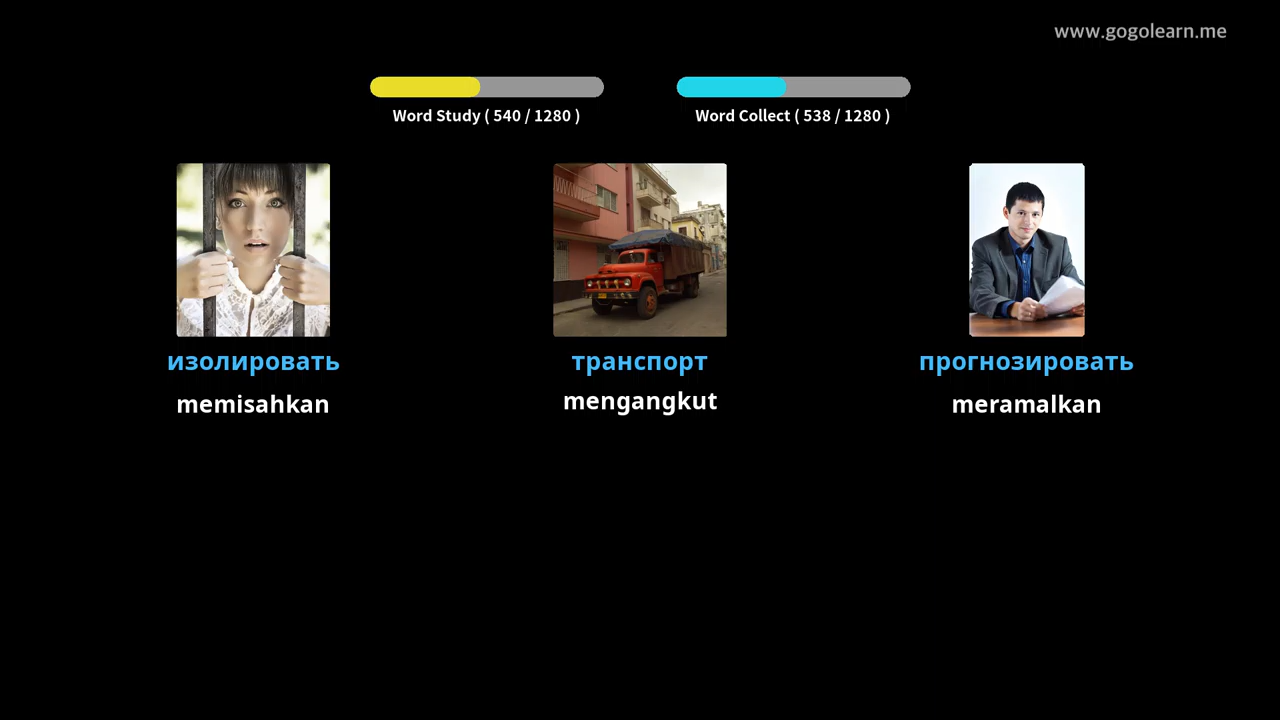 www.gogolearn.me
Word Study ( 540 / 1280 )
Word Collect ( 538 / 1280 )
изолировать
транспорт
прогнозировать
memisahkan
mengangkut
meramalkan